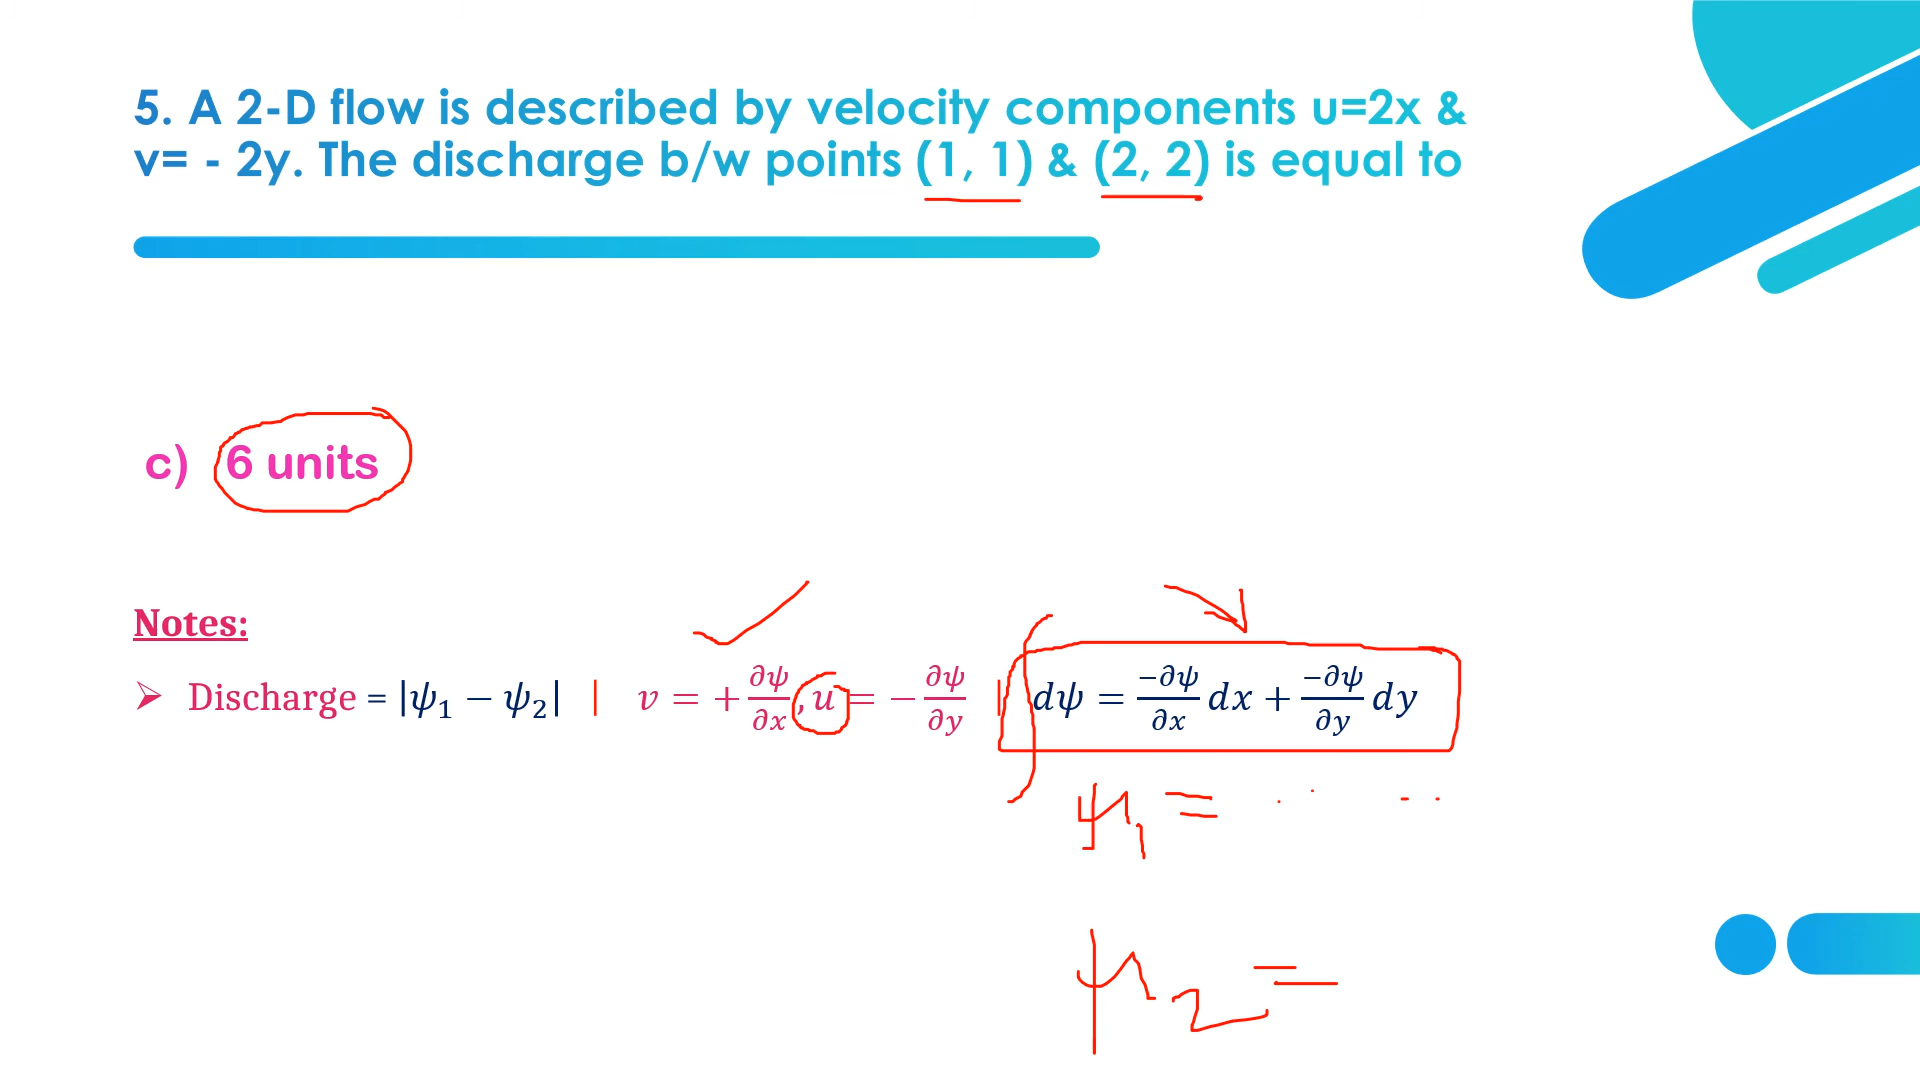 5. A 2-D flow is described by velocity components u=2x &
v= - 2y. The discharge b/w points (1, 1) & (2, 2) is equal to
c) 6 units
Notes:
➢ Discharge = |ψ₁ − ψ₂| | v = +∂ψ/∂x, u = −∂ψ/∂y | dψ = −∂ψ/∂x dx + −∂ψ/∂y dy
ψ₁ =
ψ₂ =